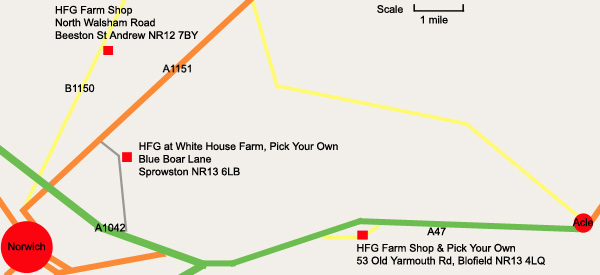 HFG Farm Shop
North Walsham Road
Beeston St Andrew NR12 7BY
Scale
1 mile
A1151
B1150
HFG at White House Farm, Pick Your Own
Blue Boar Lane
Sprowston NR13 6LB
Acle
A1042
A47
Norwich
HFG Farm Shop & Pick Your Own
53 Old Yarmouth Rd, Blofield NR13 4LQ